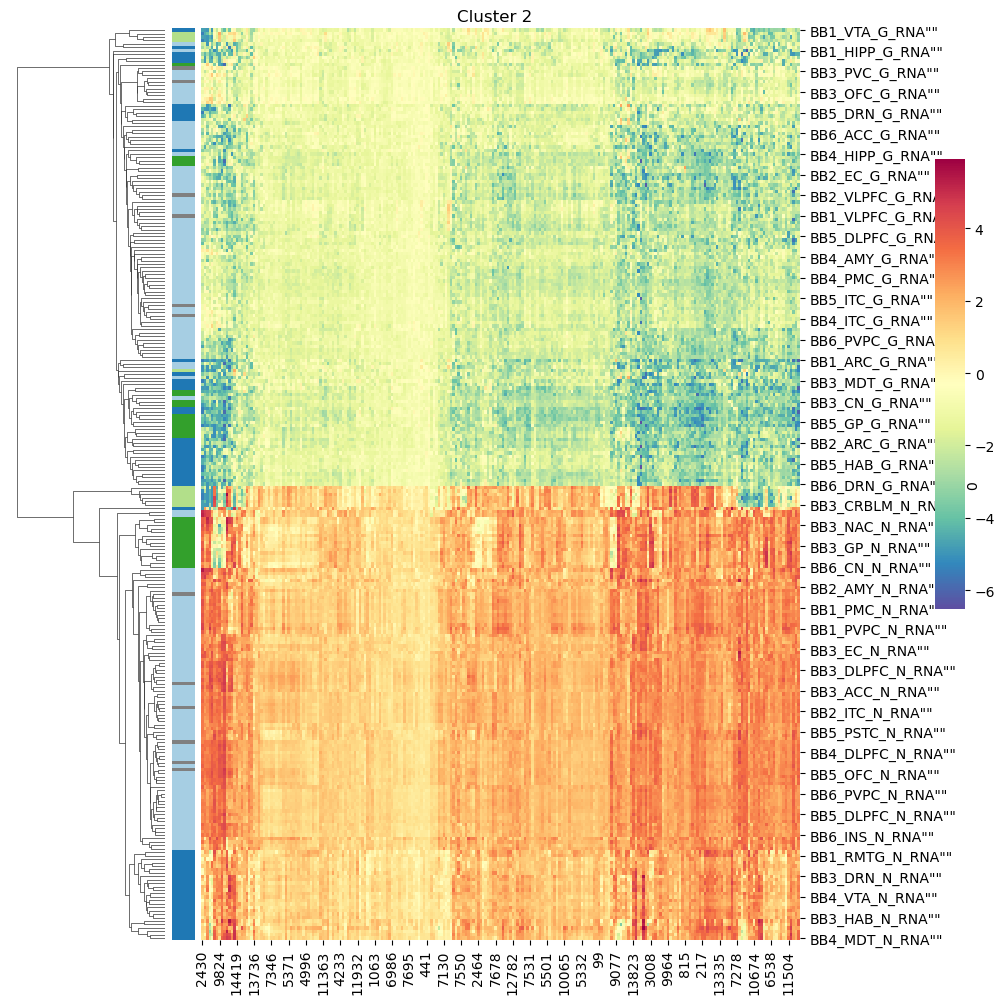 Cluster 2
BB1_VTA_G_RNA""
BB1_HIPP_G_RNA""
BB3_PVC_G_RNA""
BB3_OFC_G_RNA""
BB5_DRN_G_RNA""
BB6_ACC_G_RNA""
BB4_HIPP_G_RNA""
BB2_EC_G_RNA""
BB2_VLPFC_G_RNA
BB1_VLPFC_G_RNA
BB5_DLPFC_G_RNA
BB4_AMY_G_RNA""
BB4_PMC_G_RNA""
BB5_ITC_G_RNA""
BB4_ITC_G_RNA""
BB6_PVPC_G_RNA
BB1_ARC_G_RNA""
BB3_MDT_G_RNA""
BB3_CN_G_RNA""
BB5_GP_G_RNA""
BB2_ARC_G_RNA""
BB5_HAB_G_RNA""
BB6_DRN_G_RNA""
BB3_CRBLM_N_RN
BB3_NAC_N_RNA""
BB3_GP_N_RNA""
BB6_CN_N_RNA""
BB2_AMY_N_RNA""
BB1_PMC_N_RNA""
BB1_PVPC_N_RNA""
BB3_EC_N_RNA""
BB3_DLPFC_N_RNA""
BB3_ACC_N_RNA""
BB2_ITC_N_RNA""
BB5_PSTC_N_RNA""
BB4_DLPFC_N_RNA""
BB5_OFC_N_RNA""
BB6_PVPC_N_RNA""
BB5_DLPFC_N_RNA""
BB6_INS_N_RNA""
BB1_RMTG_N_RNA""
BB3_DRN_N_RNA""
BB4_VTA_N_RNA""
BB3_HAB_N_RNA""
BB4_MDT_N_RNA""
4
2
0
−2
−4
−6
0
2430
9824
14419
13736
7346
5371
4996
11363
4233
11932
1063
6986
7695
441
7130
7550
2464
7678
12782
7531
5501
10065
5332
99
9077
13823
3008
9964
815
217
13335
7278
10674
6538
11504